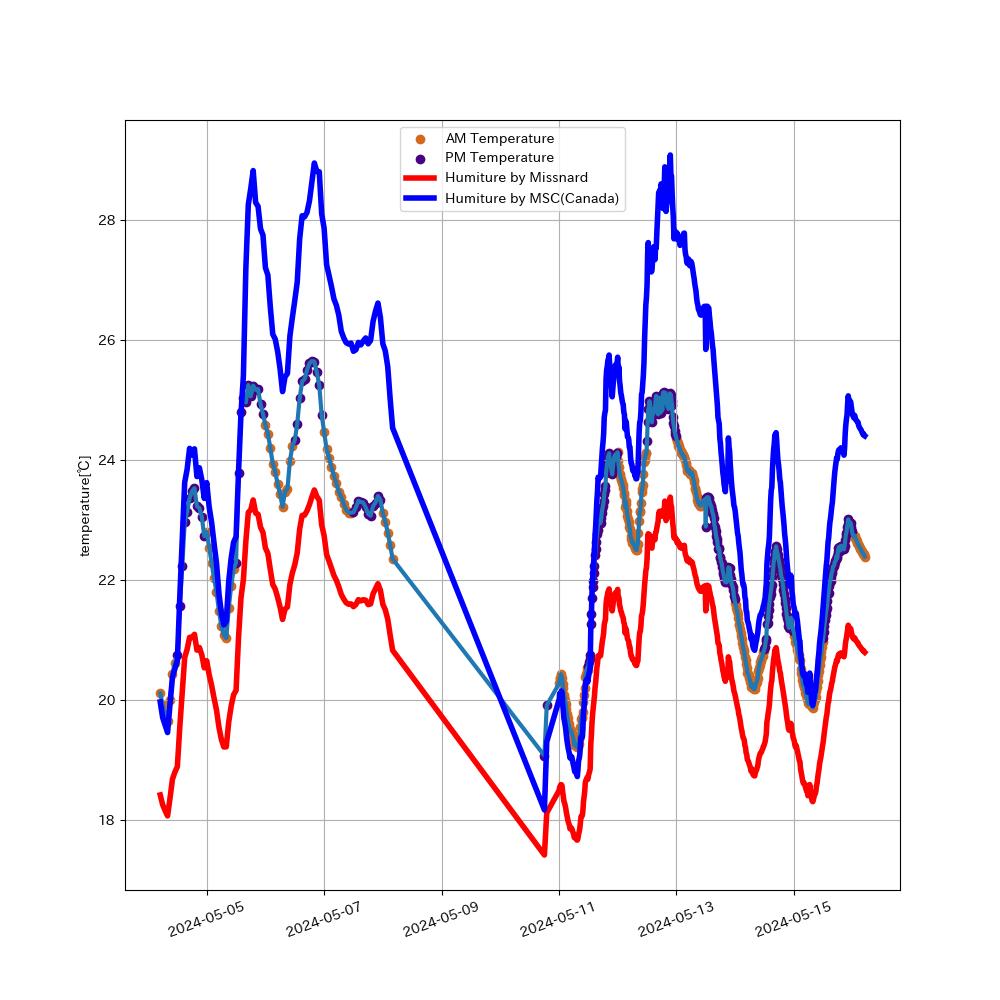 AM Temperature
PM Temperature
Humiture by Missnard
Humiture by MSC(Canada)
temperature[℃]
28
26
24
22
20
18
2024-05-05
2024-05-07
2024-05-09
2024-05-11
2024-05-13
2024-05-15